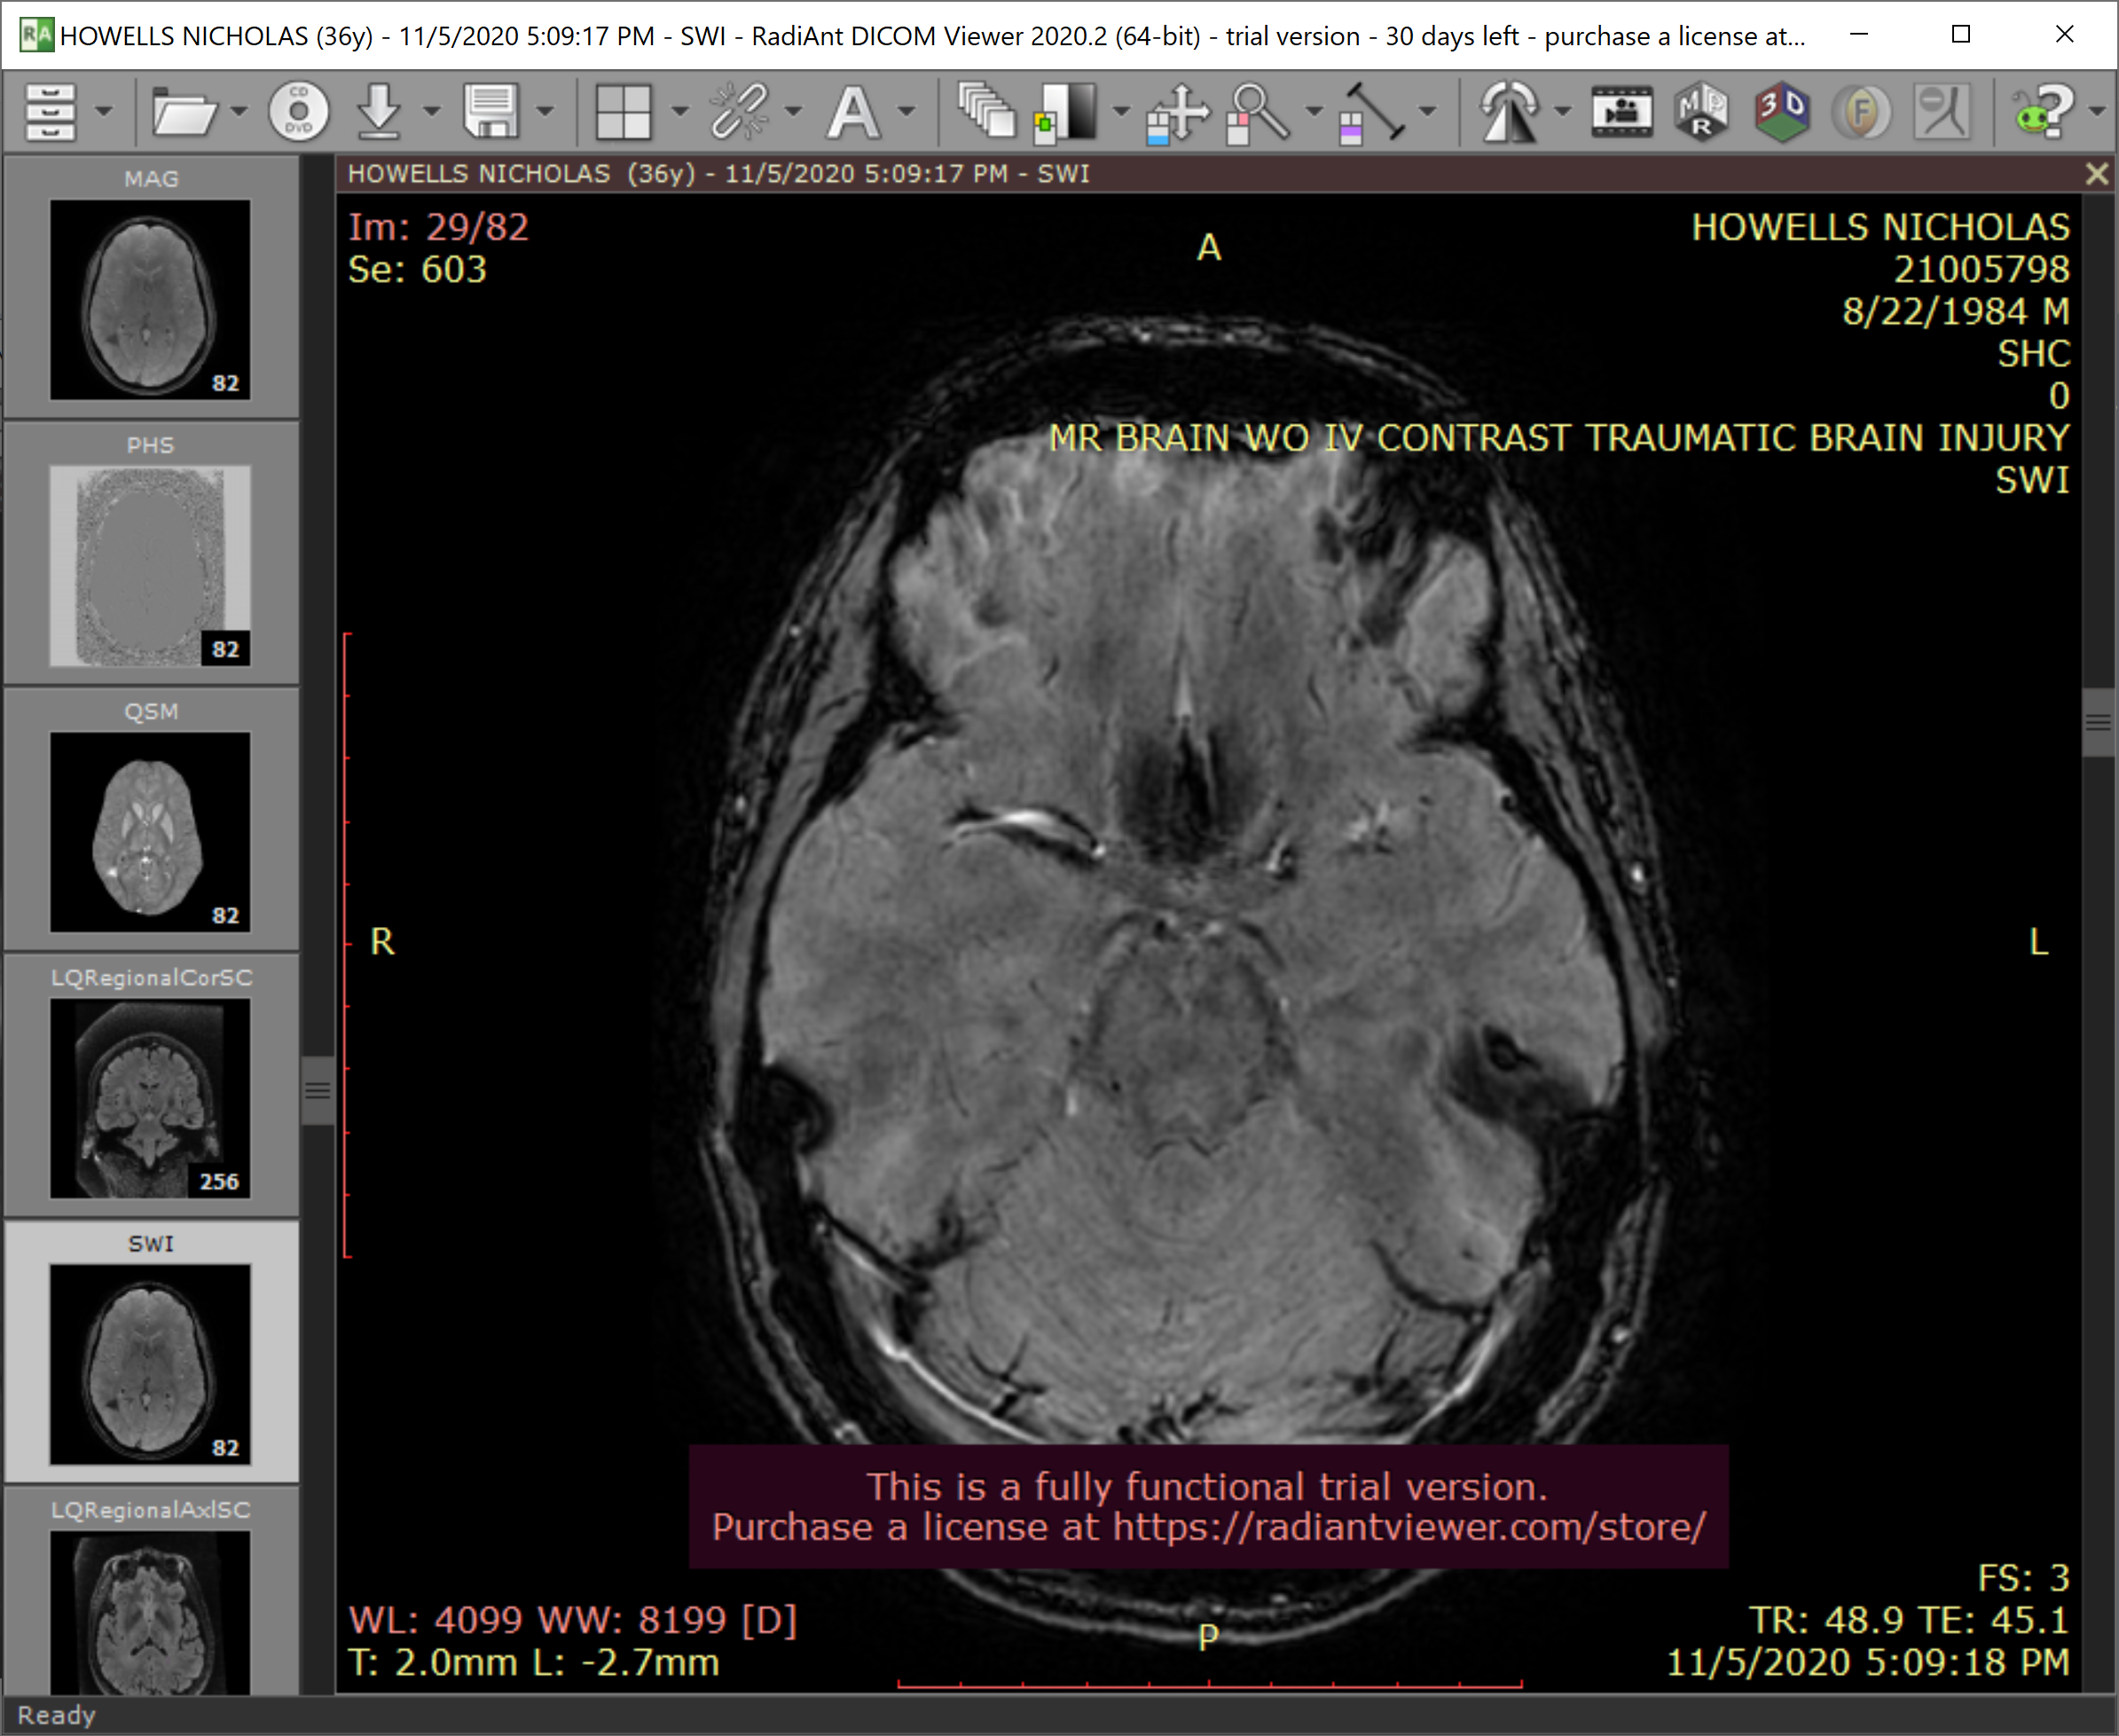 HOWELLS NICHOLAS (36y) - 11/5/2020 5:09:17 PM - SWI - RadiAnt DICOM Viewer 2020.2 (64-bit) - trial version - 30 days left - purchase a license at...
RA
CD
DVD
A
MPR
3D
F
?
MAG
82
PHS
82
QSM
82
LQRegionalCorSC
256
SWI
82
LQRegionalAxlSC
HOWELLS NICHOLAS (36y) - 11/5/2020 5:09:17 PM - SWI
Im: 29/82
Se: 603
A
HOWELLS NICHOLAS
21005798
8/22/1984 M
SHC
0
MR BRAIN WO IV CONTRAST TRAUMATIC BRAIN INJURY
SWI
R
L
This is a fully functional trial version.
Purchase a license at https://radiantviewer.com/store/
WL: 4099 WW: 8199 [D]
T: 2.0mm L: -2.7mm
P
FS: 3
TR: 48.9 TE: 45.1
11/5/2020 5:09:18 PM
Ready